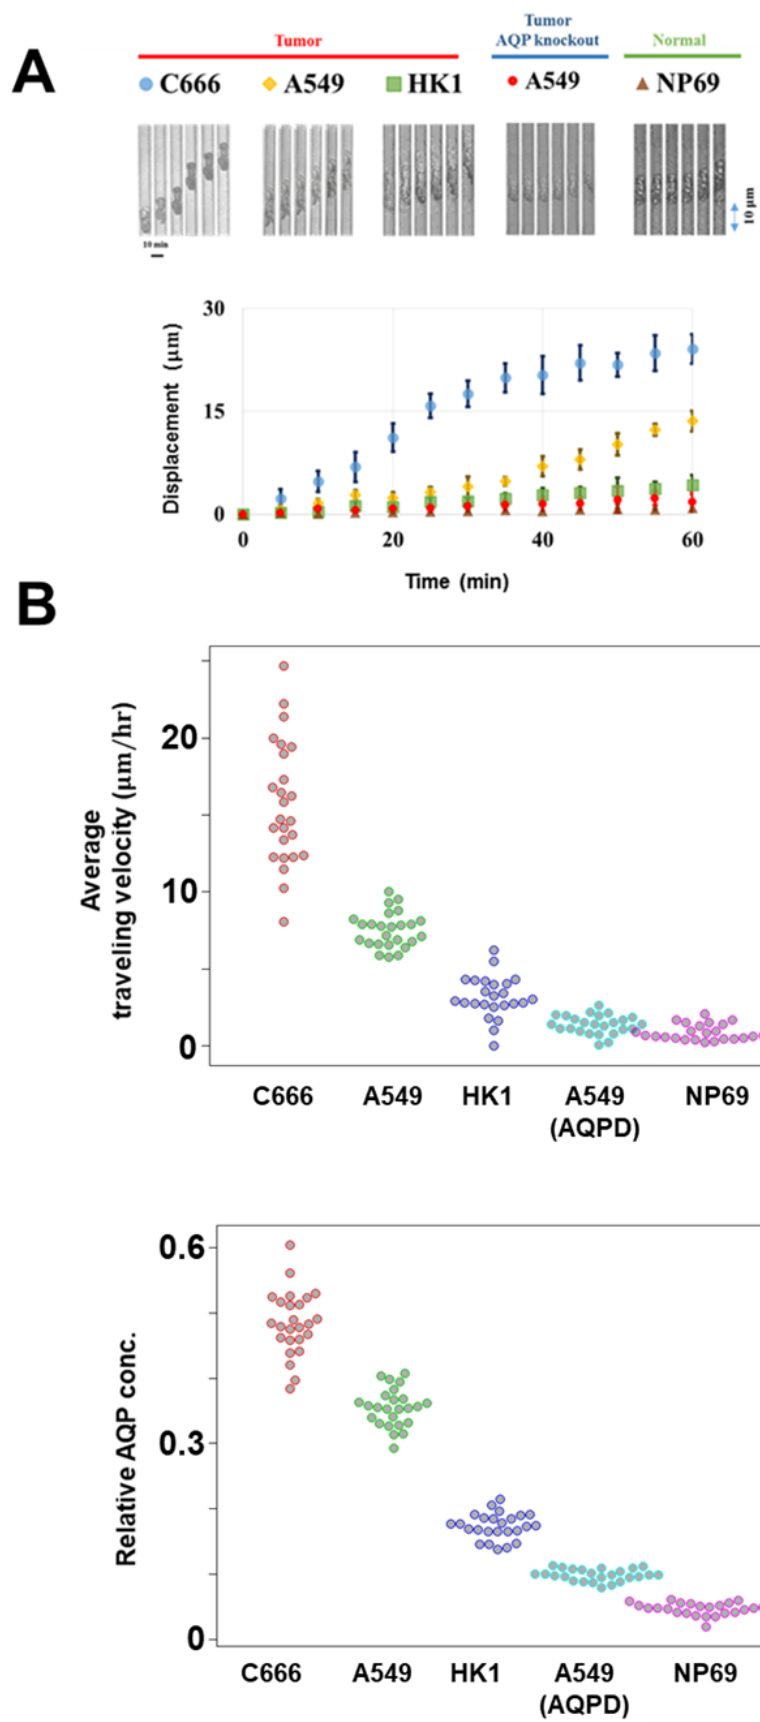 A
Tumor
Tumor
AQP knockout
Normal
C666
A549
HK1
A549
NP69
10 min
10 μm
Displacement (μm)
30
15
0
0
20
40
60
Time (min)
B
Average
traveling velocity (μm/hr)
20
10
0
C666
A549
HK1
A549
(AQPD)
NP69
Relative AQP conc.
0.6
0.3
0
C666
A549
HK1
A549
(AQPD)
NP69